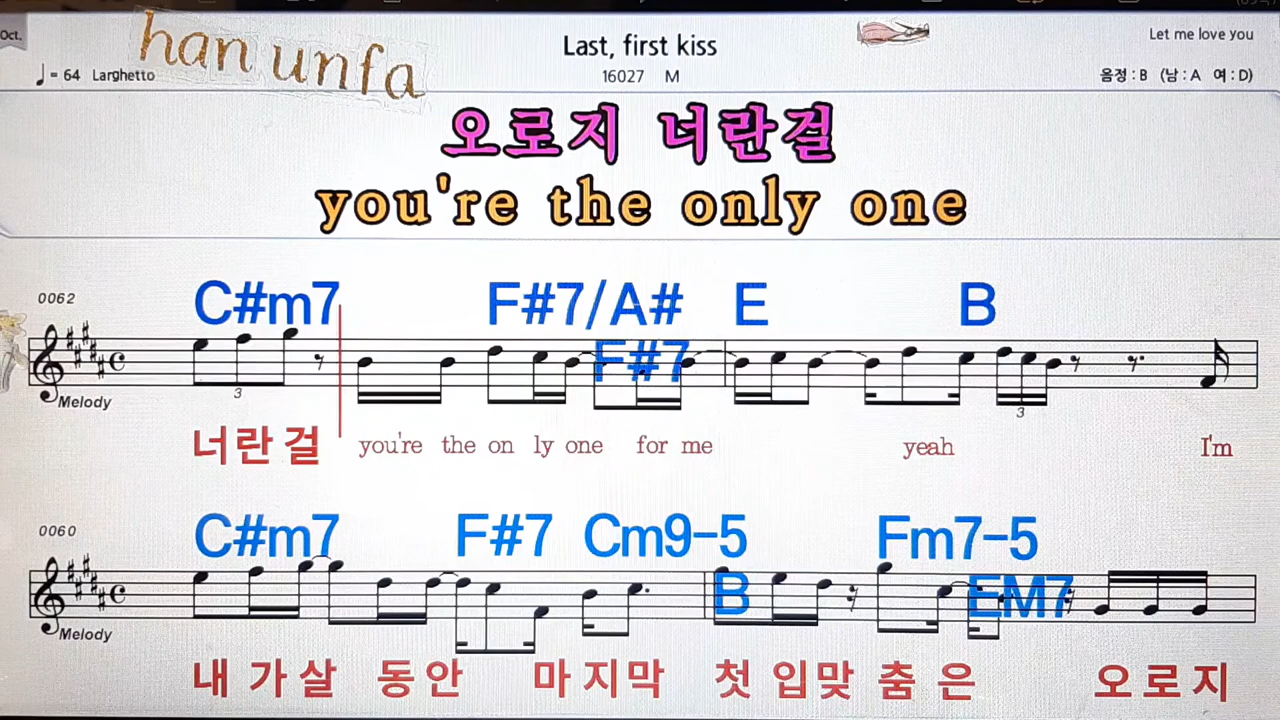 Oct.
han unfa
Last, first kiss
Let me love you
♩= 64 Larghetto
16027 M
음정 : B (남 : A 여 : D)
오로지 너란걸
you're the only one
0062
C#m7 F#7/A# E B
F#7
3
3
Melody
너란걸 you're the on ly one for me yeah I'm
0060
C#m7 F#7 Cm9-5 Fm7-5
B EM7
Melody
내 가살 동안 마지막 첫 입맞 춤 은 오로지